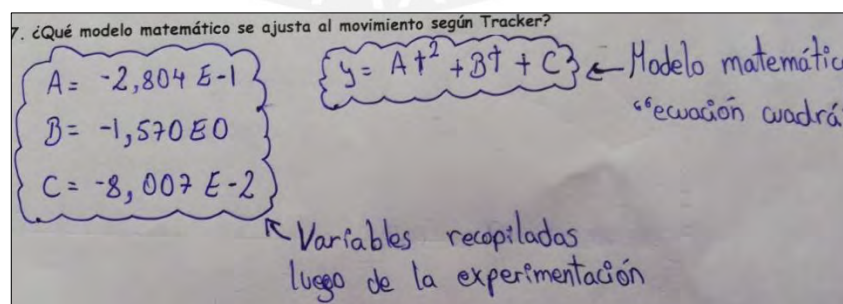 7. ¿Qué modelo matemático se ajusta al movimiento según Tracker?
A = -2,804 E-1
B = -1,570 E0
C = -8,007 E-2
y = At² + Bt + C ← Modelo matemátic
"ecuación cuadrá
Variables recopiladas
luego de la experimentación